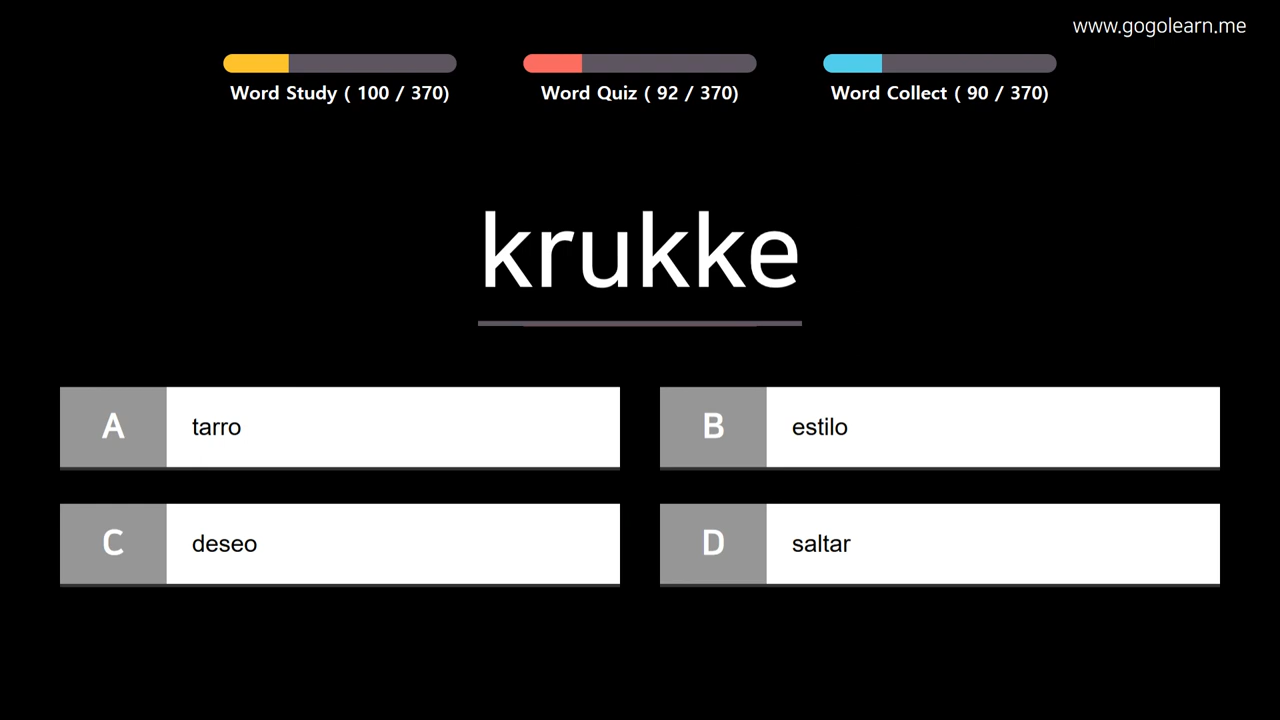 www.gogolearn.me
Word Study ( 100 / 370)
Word Quiz ( 92 / 370)
Word Collect ( 90 / 370)
krukke
A tarro
B estilo
C deseo
D saltar